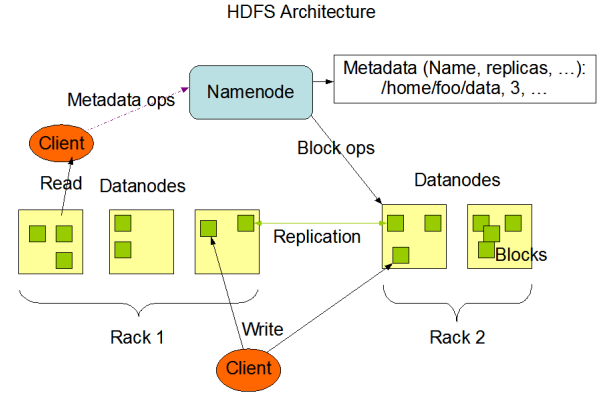 HDFS Architecture
Metadata (Name, replicas, …):
/home/foo/data, 3, …
Namenode
Metadata ops
Client
Block ops
Read
Datanodes
Datanodes
Replication
Blocks
Rack 1
Write
Rack 2
Client